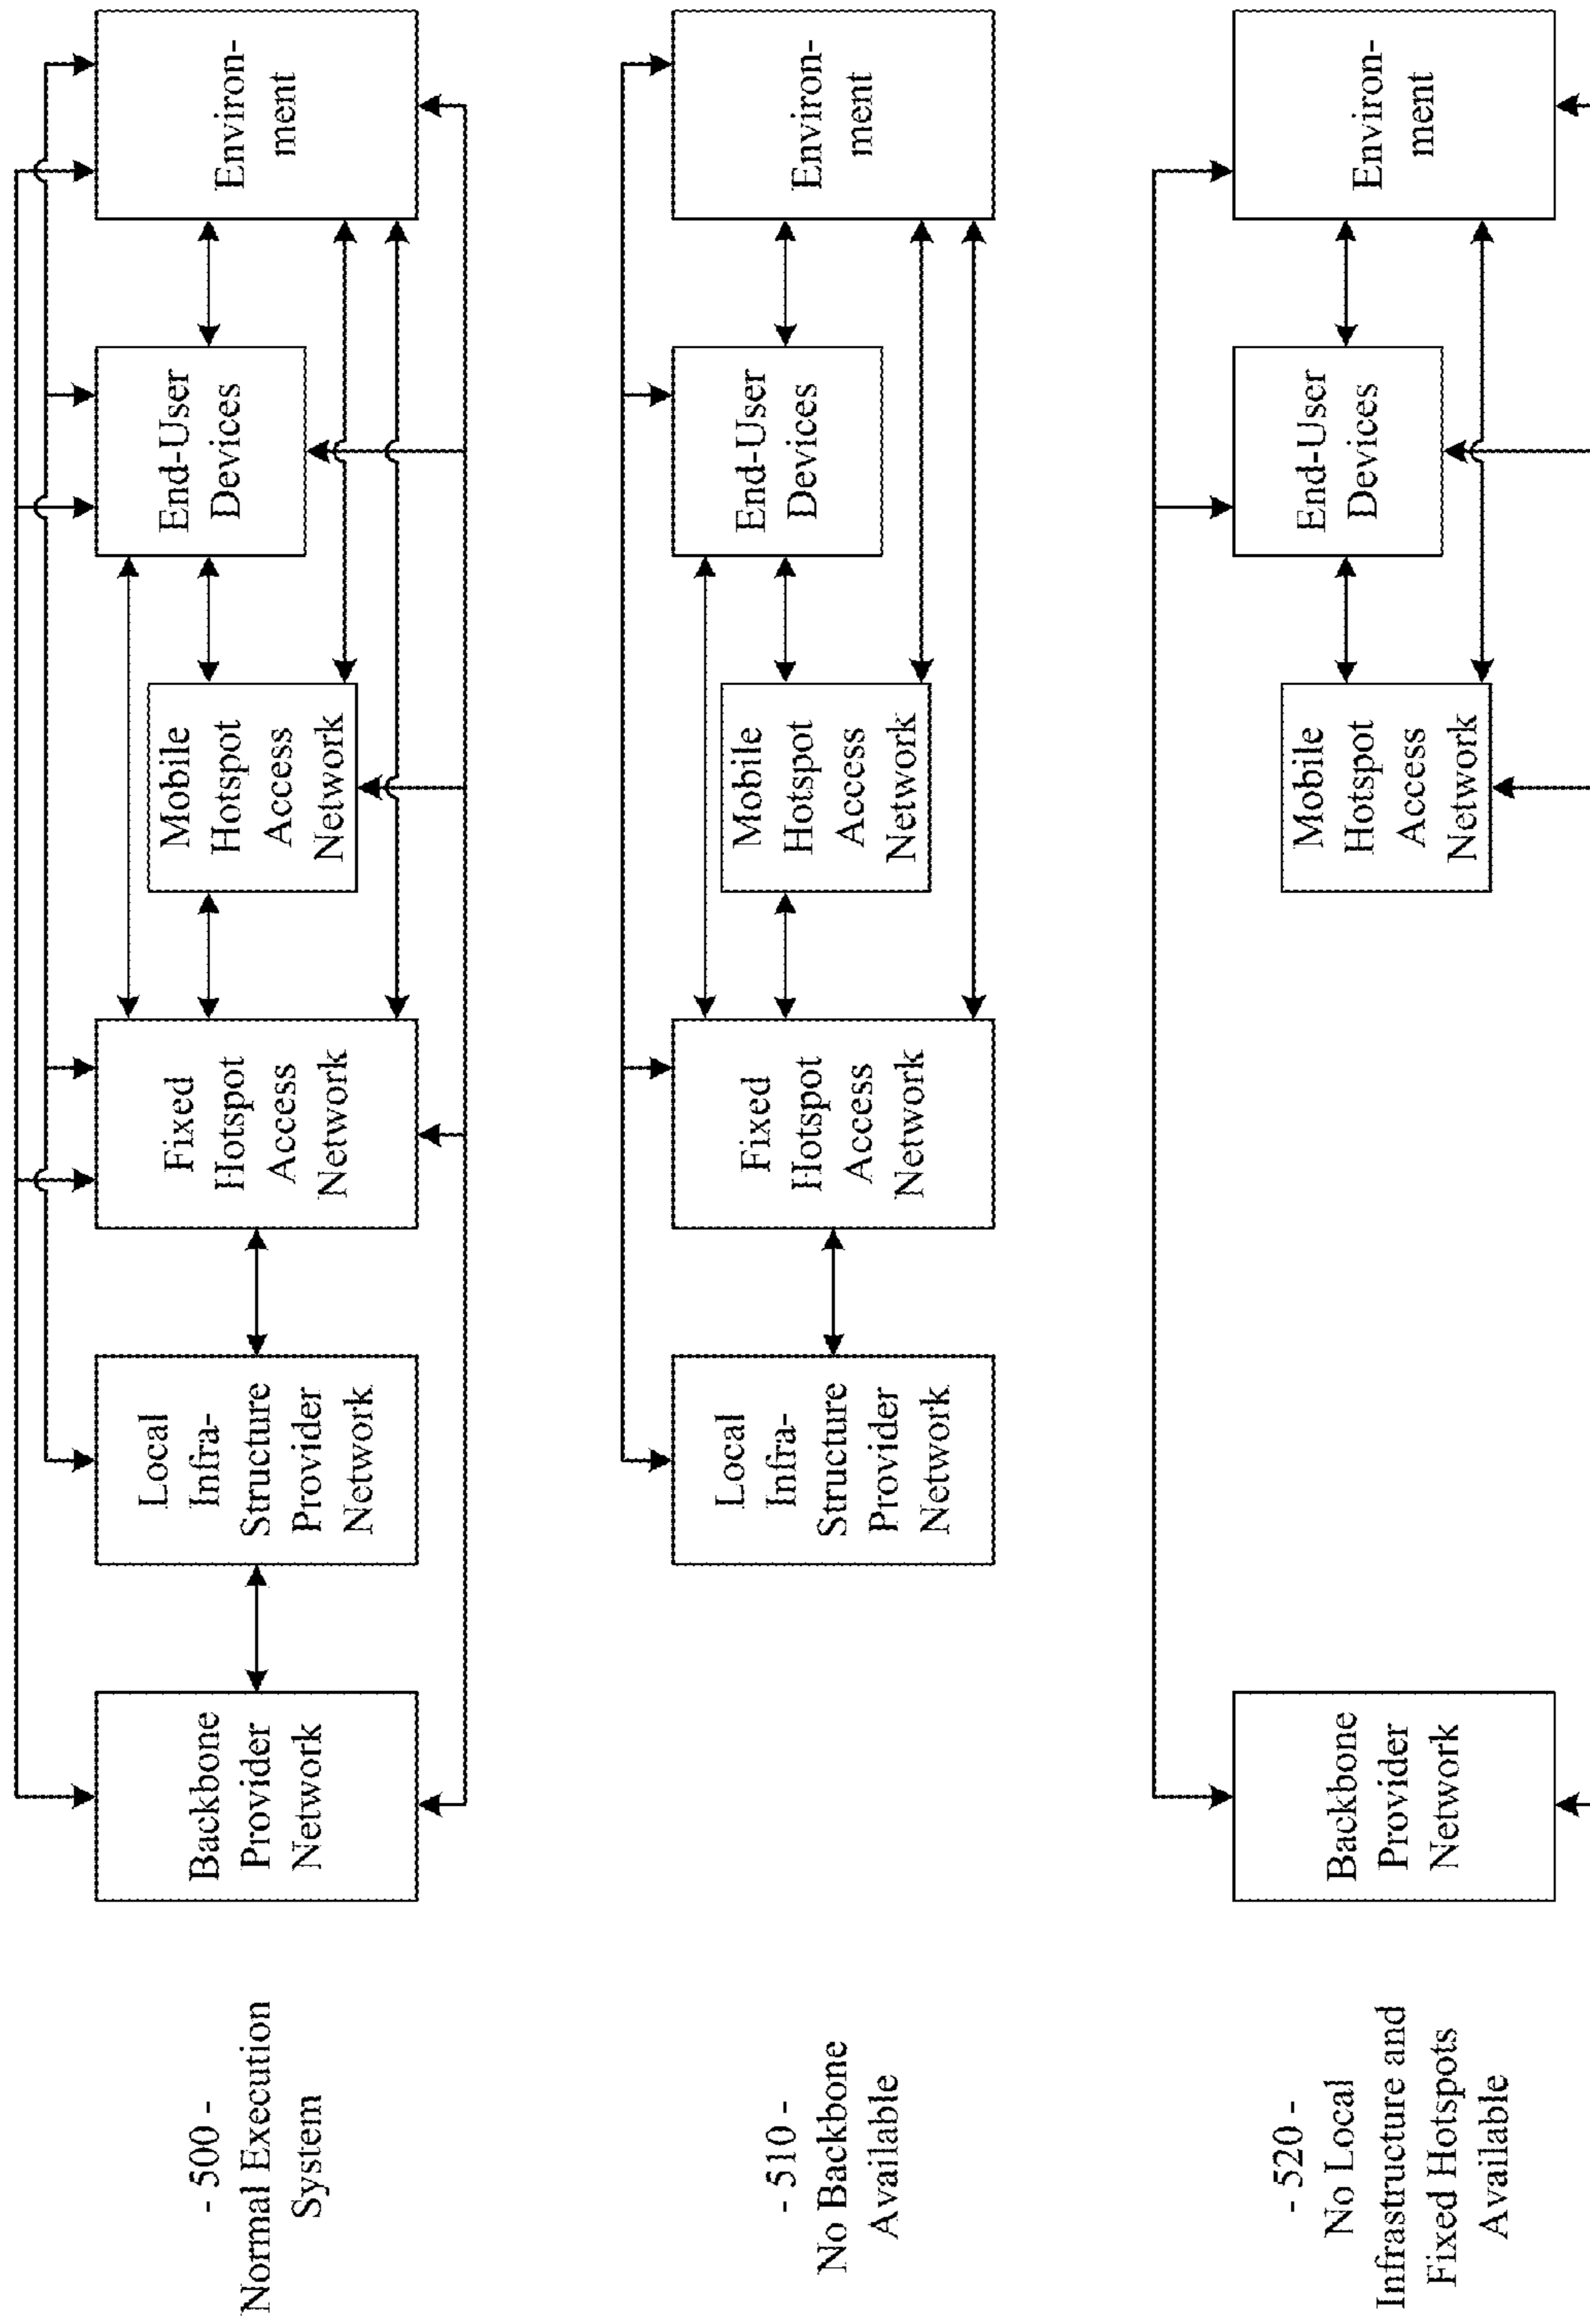 - 500 -
Normal Execution
System
Backbone
Provider
Network
Local
Infra-
Structure
Provider
Network
Fixed
Hotspot
Access
Network
Mobile
Hotspot
Access
Network
End-User
Devices
Environ-
ment
- 510 -
No Backbone
Available
Local
Infra-
Structure
Provider
Network
Fixed
Hotspot
Access
Network
Mobile
Hotspot
Access
Network
End-User
Devices
Environ-
ment
- 520 -
No Local
Infrastructure and
Fixed Hotspots
Available
Backbone
Provider
Network
Mobile
Hotspot
Access
Network
End-User
Devices
Environ-
ment